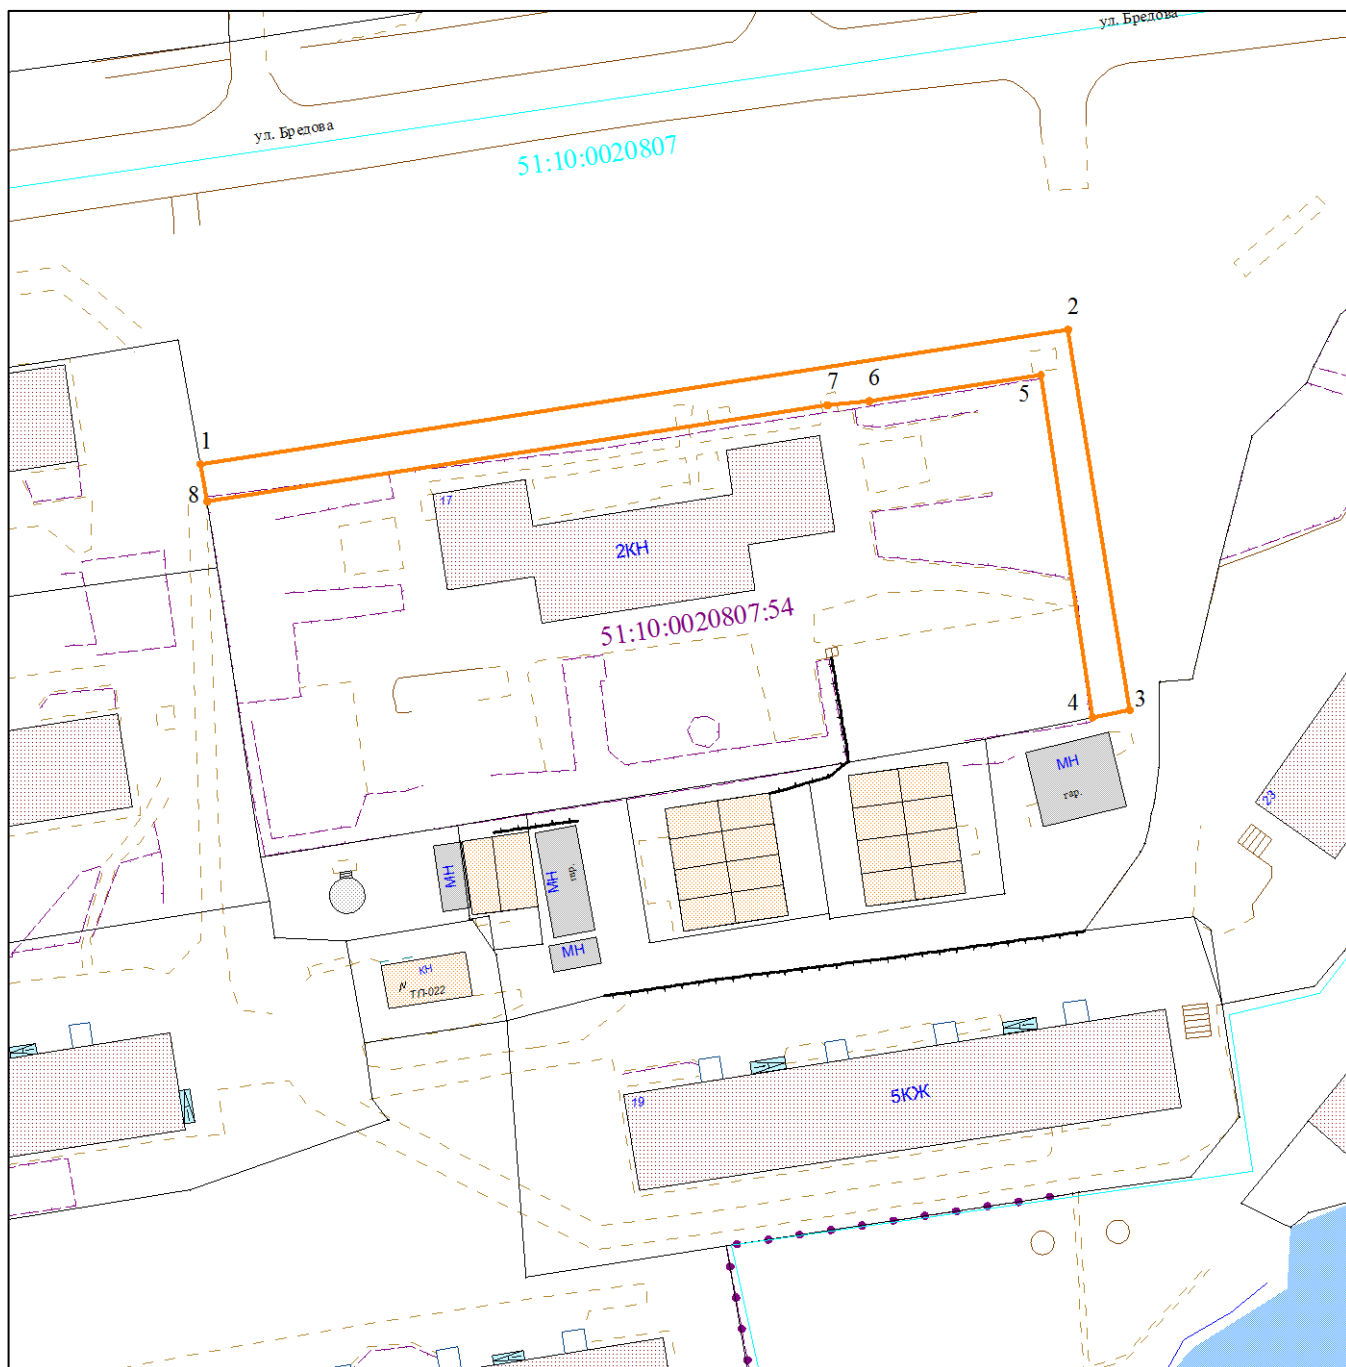 ул. Бредова
ул. Бредова
51:10:0020807
2
7
6
5
1
8
17
2КН
51:10:0020807:54
4
3
МН
гар.
23
МН
МН
гар.
МН
КН
ТП-022
19
5КЖ